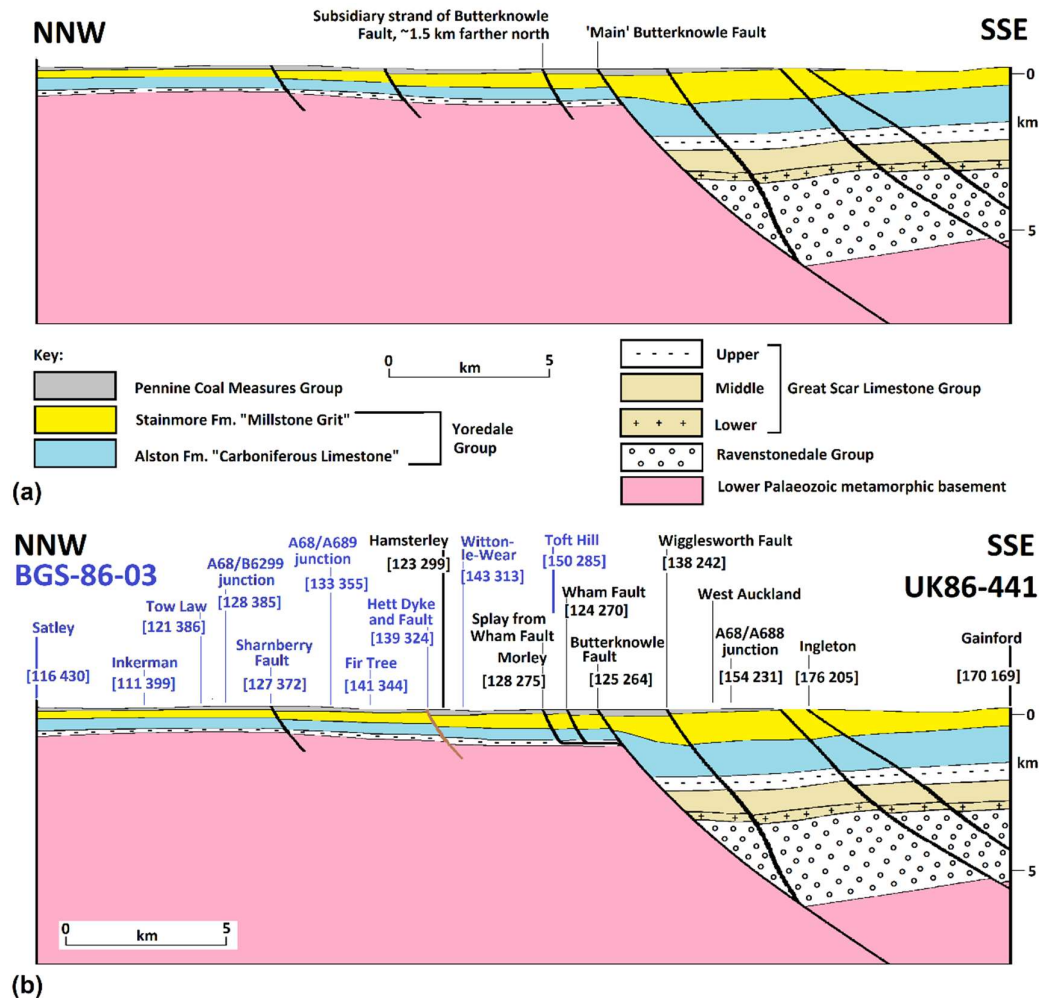 NNW
Subsidiary strand of Butterknowle
Fault, ~1.5 km farther north
'Main' Butterknowle Fault
SSE
0
km
5
Key:
0
5
km
Pennine Coal Measures Group
Stainmore Fm. "Millstone Grit"
Alston Fm. "Carboniferous Limestone"
Yoredale
Group
Upper
Middle
Lower
Great Scar Limestone Group
Ravenstonedale Group
Lower Palaeozoic metamorphic basement
(a)
NNW
BGS-86-03
SSE
UK86-441
Satley
[116 430]
Inkerman
[111 399]
Tow Law
[121 386]
A68/B6299
junction
[128 385]
Sharnberry
Fault
[127 372]
A68/A689
junction
[133 355]
Fir Tree
[141 344]
Hett Dyke
and Fault
[139 324]
Hamsterley
[123 299]
Witton-
le-Wear
[143 313]
Splay from
Wham Fault
Morley
[128 275]
Toft Hill
[150 285]
Wham Fault
[124 270]
Butterknowle
Fault
[125 264]
Wigglesworth Fault
[138 242]
West Auckland
A68/A688
junction
[154 231]
Ingleton
[176 205]
Gainford
[170 169]
0
km
5
0
5
km
(b)